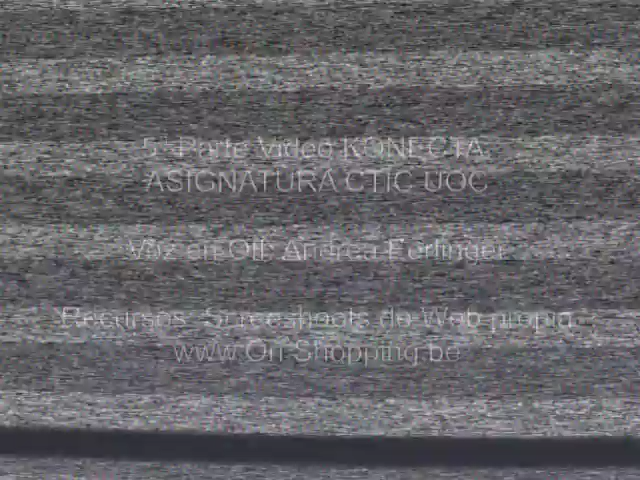 5ª Parte Video KONECTA
ASIGNATURA CTIC UOC
Voz en Off: Andrea Ferlinger
Recursos: Screeshoots de Web propia
www.On-Shopping.be